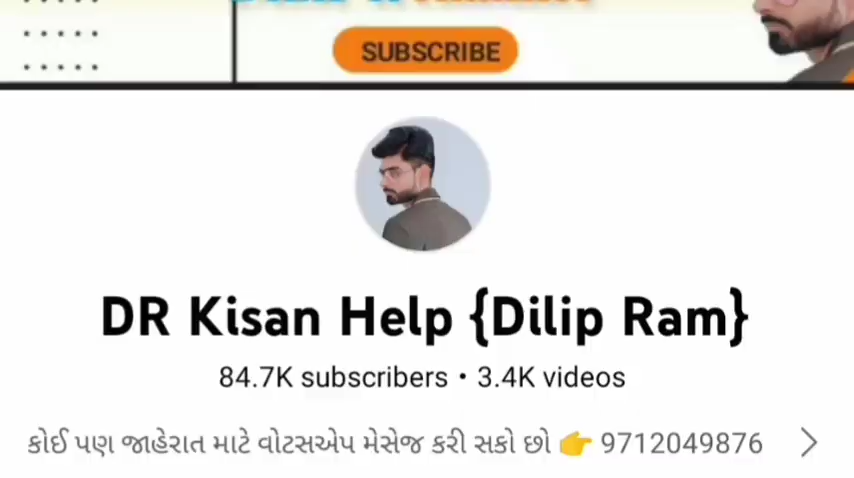 SUBSCRIBE
DR Kisan Help {Dilip Ram}
84.7K subscribers • 3.4K videos
કોઈ પણ જાહેરાત માટે વોટસએપ મેસેજ કરી સકો છો 👉 9712049876